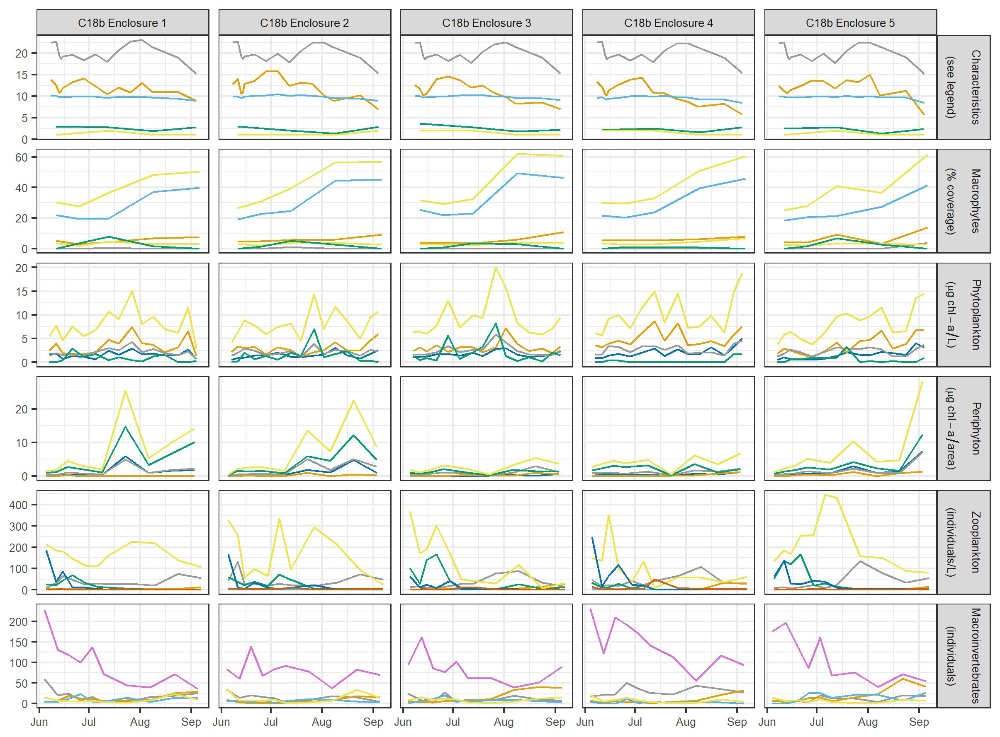 C18b Enclosure 1
C18b Enclosure 2
C18b Enclosure 3
C18b Enclosure 4
C18b Enclosure 5
20
15
10
5
0
Characteristics
(see legend)
60
40
20
0
Macrophytes
(% coverage)
20
15
10
5
0
Phytoplankton
(μg chl−a/L)
20
10
0
Periphyton
(μg chl−a/area)
400
300
200
100
0
Zooplankton
(individuals/L)
200
150
100
50
0
Macroinvertebrates
(individuals)
Jun Jul Aug Sep
Jun Jul Aug Sep
Jun Jul Aug Sep
Jun Jul Aug Sep
Jun Jul Aug Sep